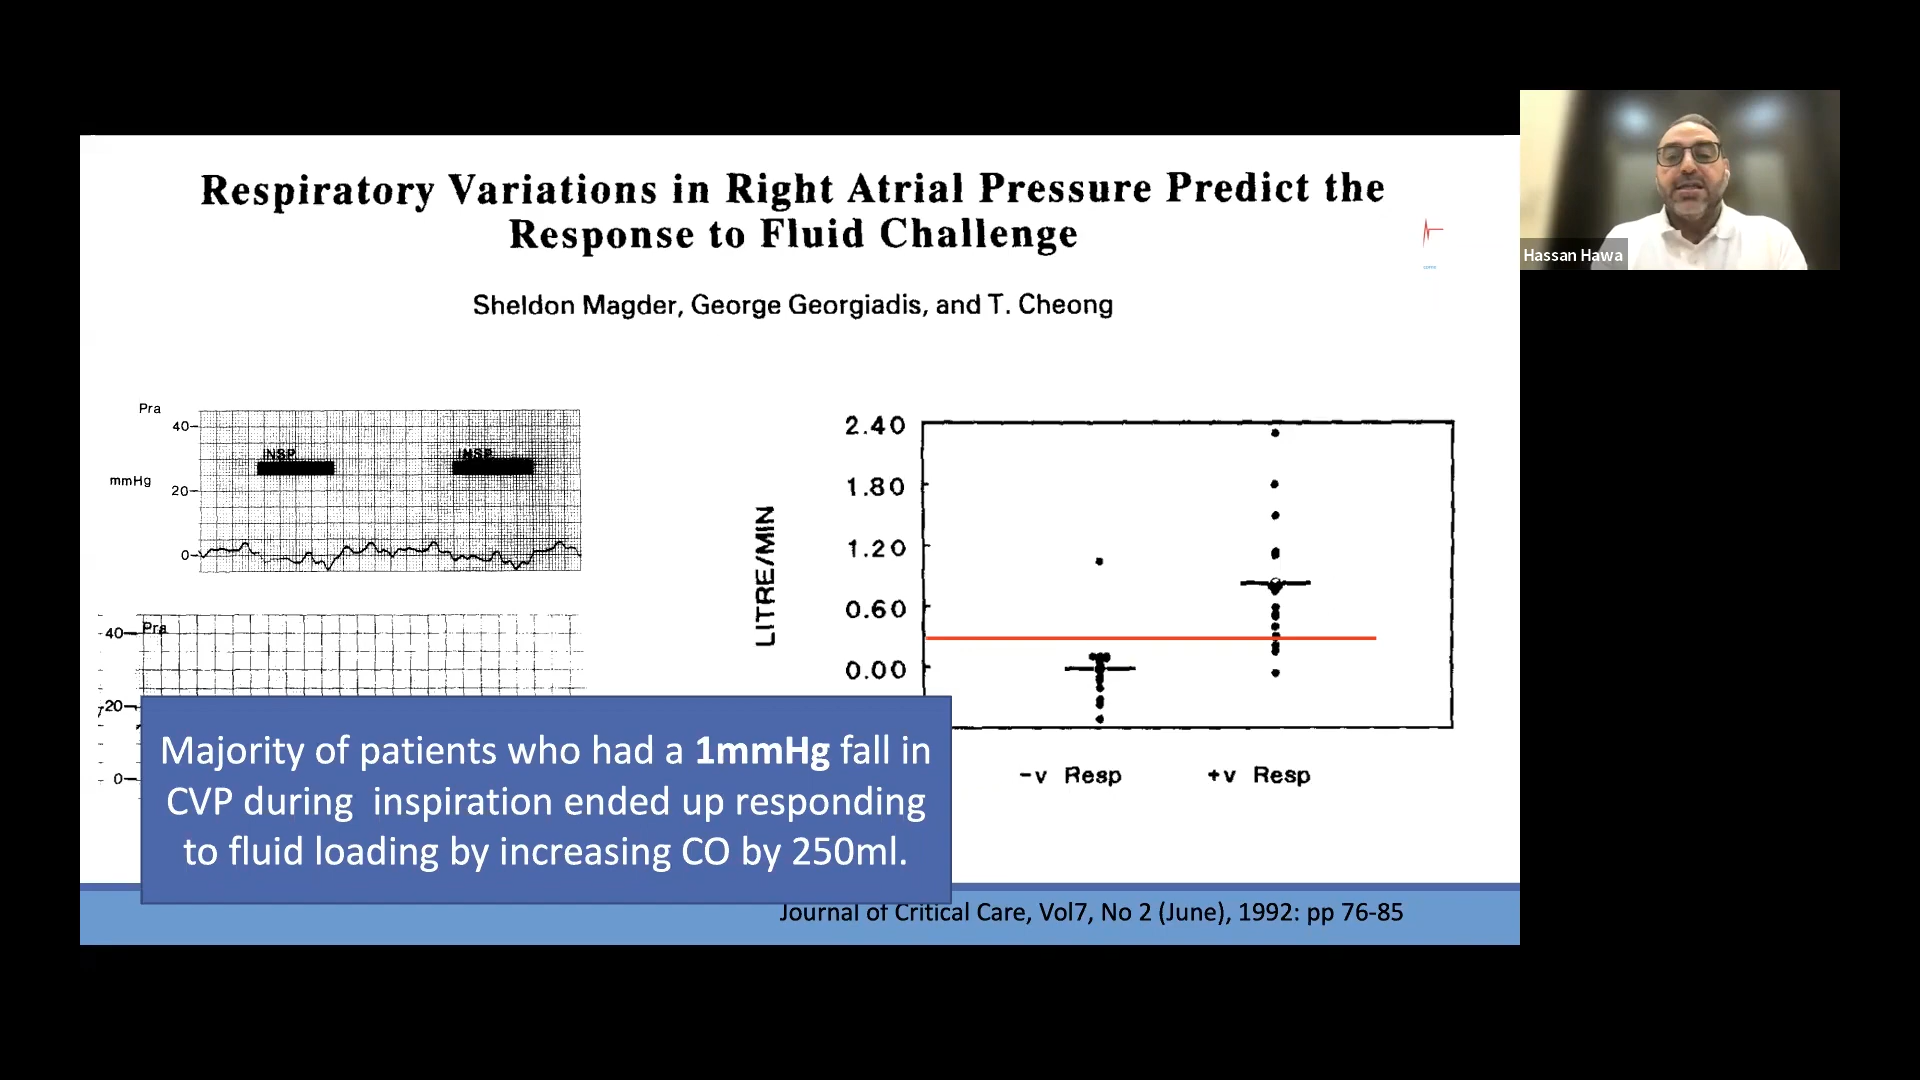 Respiratory Variations in Right Atrial Pressure Predict the
Response to Fluid Challenge
Sheldon Magder, George Georgiadis, and T. Cheong
Hassan Hawa
Pra
40
INSP
INSP
mmHg
20
0
40
Pra
20
0
2.40
1.80
1.20
0.60
0.00
LITRE/MIN
-v Resp
+v Resp
Majority of patients who had a 1mmHg fall in
CVP during inspiration ended up responding
to fluid loading by increasing CO by 250ml.
Journal of Critical Care, Vol7, No 2 (June), 1992: pp 76-85